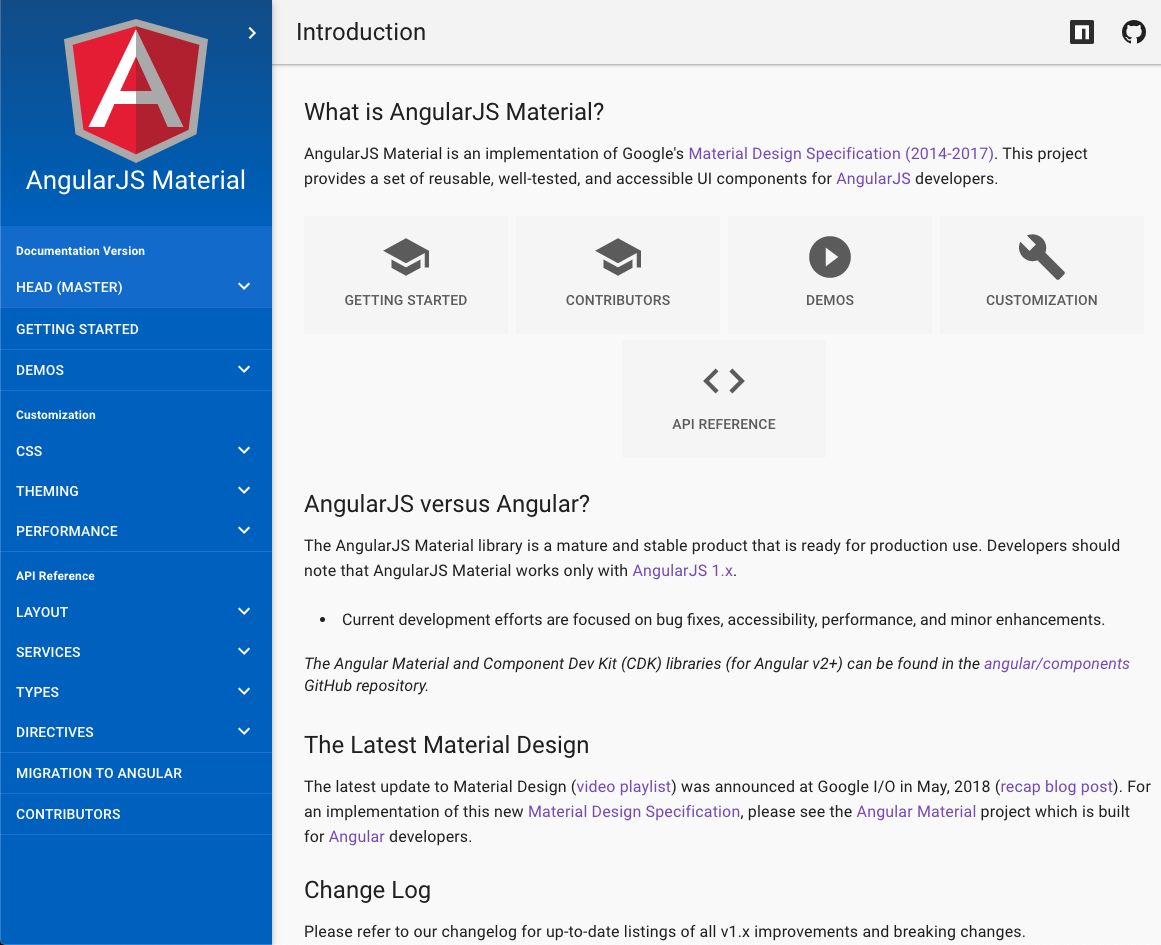 AngularJS Material
Documentation Version
HEAD (MASTER)
GETTING STARTED
DEMOS
Customization
CSS
THEMING
PERFORMANCE
API Reference
LAYOUT
SERVICES
TYPES
DIRECTIVES
MIGRATION TO ANGULAR
CONTRIBUTORS
Introduction
What is AngularJS Material?
AngularJS Material is an implementation of Google's Material Design Specification (2014-2017). This project
provides a set of reusable, well-tested, and accessible UI components for AngularJS developers.
GETTING STARTED
CONTRIBUTORS
DEMOS
CUSTOMIZATION
API REFERENCE
AngularJS versus Angular?
The AngularJS Material library is a mature and stable product that is ready for production use. Developers should
note that AngularJS Material works only with AngularJS 1.x.
• Current development efforts are focused on bug fixes, accessibility, performance, and minor enhancements.
The Angular Material and Component Dev Kit (CDK) libraries (for Angular v2+) can be found in the angular/components
GitHub repository.
The Latest Material Design
The latest update to Material Design (video playlist) was announced at Google I/O in May, 2018 (recap blog post). For
an implementation of this new Material Design Specification, please see the Angular Material project which is built
for Angular developers.
Change Log
Please refer to our changelog for up-to-date listings of all v1.x improvements and breaking changes.